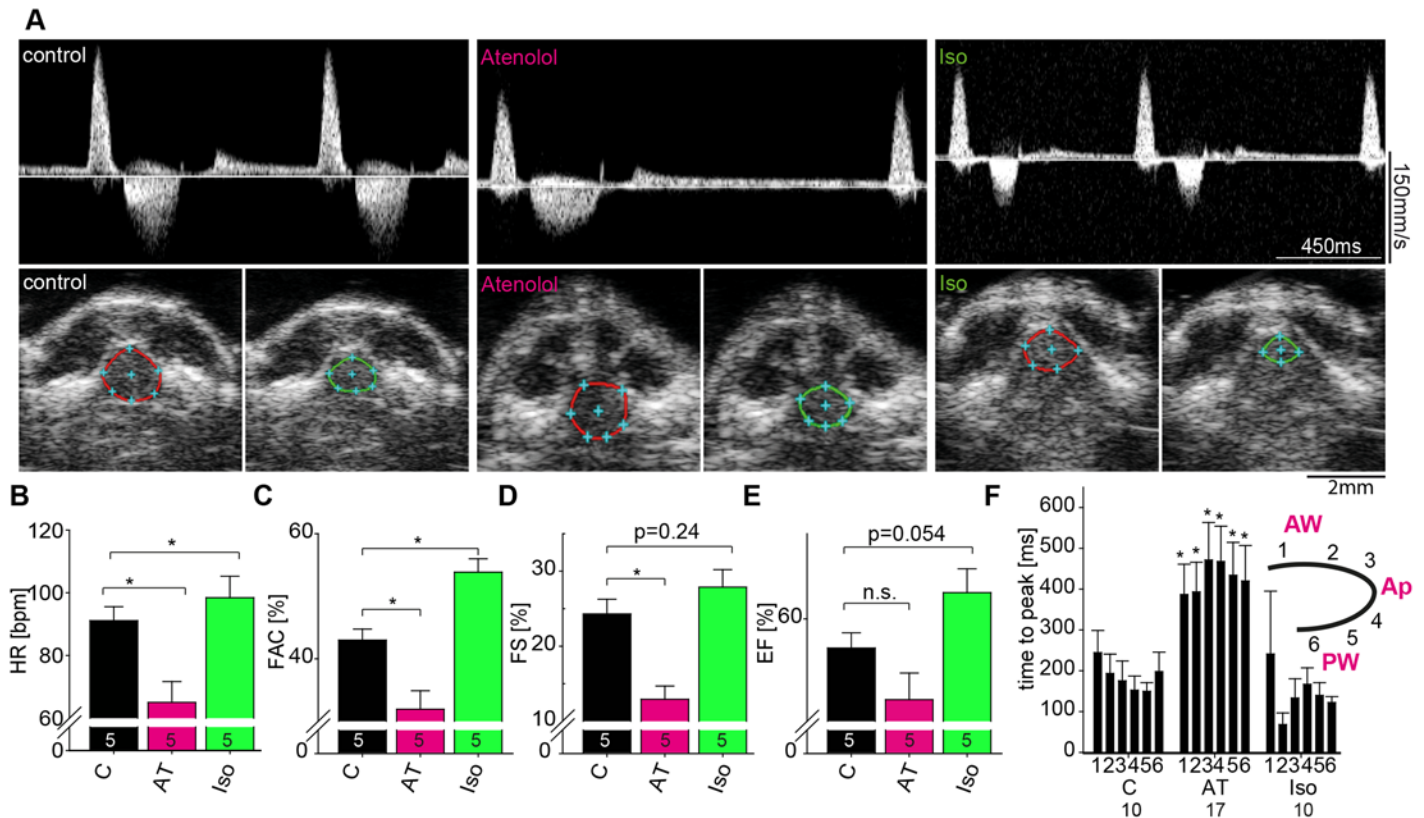 A
control
Atenolol
Iso
150mm/s
450ms
control
Atenolol
Iso
2mm
B
HR [bpm]
120
100
80
60
0
*
*
5
5
5
C
AT
Iso
C
FAC [%]
60
40
0
*
*
5
5
5
C
AT
Iso
D
FS [%]
30
20
10
0
p=0.24
*
5
5
5
C
AT
Iso
E
EF [%]
60
0
p=0.054
n.s.
5
5
5
C
AT
Iso
F
time to peak [ms]
600
500
400
300
200
100
0
* * * * * *
AW
1 2 3
Ap
4
5
6
PW
123456 123456 123456
C AT Iso
10 17 10